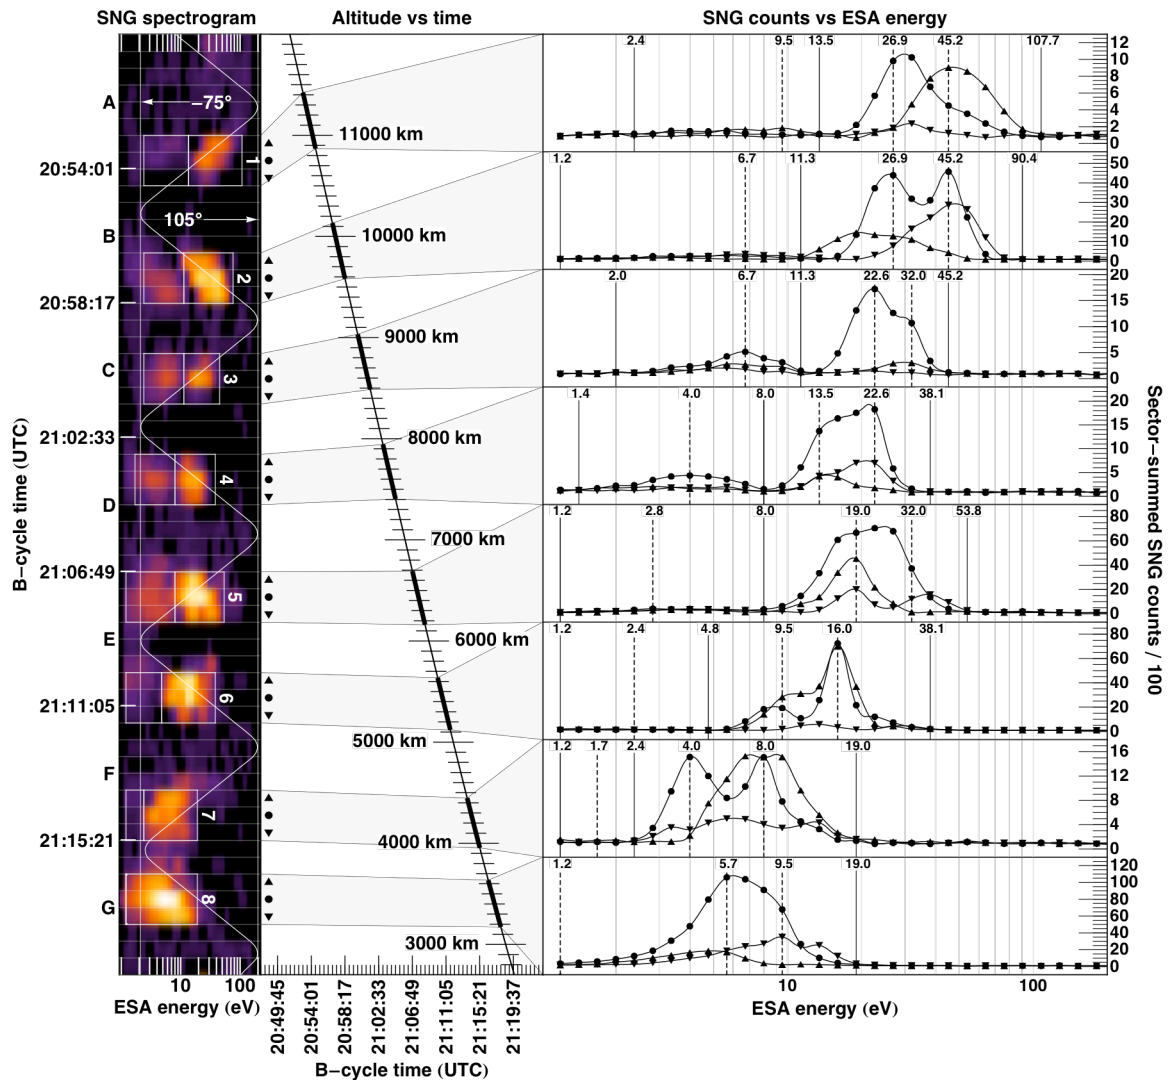 SNG spectrogram
Altitude vs time
SNG counts vs ESA energy
B−cycle time (UTC)
A
20:54:01
B
20:58:17
C
21:02:33
D
21:06:49
E
21:11:05
F
21:15:21
G
−75°
105°
1
2
3
4
5
6
7
8
10
100
ESA energy (eV)
11000 km
10000 km
9000 km
8000 km
7000 km
6000 km
5000 km
4000 km
3000 km
20:49:45
20:54:01
20:58:17
21:02:33
21:06:49
21:11:05
21:15:21
21:19:37
B−cycle time (UTC)
2.4 9.5 13.5 26.9 45.2 107.7
12
10
8
6
4
2
0
1.2 6.7 11.3 26.9 45.2 90.4
50
40
30
20
10
0
2.0 6.7 11.3 22.6 32.0 45.2
20
15
10
5
0
1.4 4.0 8.0 13.5 22.6 38.1
20
15
10
5
0
1.2 2.8 8.0 19.0 32.0 53.8
80
60
40
20
0
1.2 2.4 4.8 9.5 16.0 38.1
80
60
40
20
0
1.2 1.7 2.4 4.0 8.0 19.0
16
12
8
4
0
1.2 5.7 9.5 19.0
120
100
80
60
40
20
0
10
100
ESA energy (eV)
Sector−summed SNG counts / 100